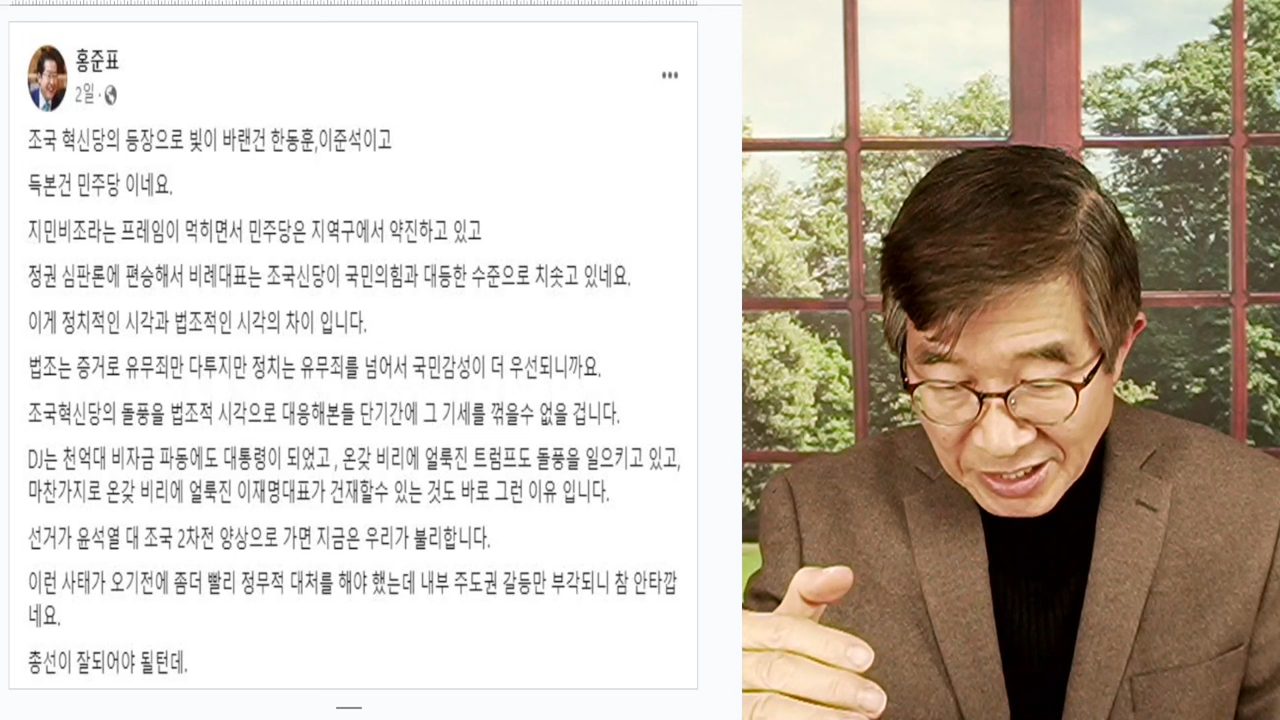 홍준표
2일 ·
조국 혁신당의 등장으로 빛이 바랜건 한동훈,이준석이고
득본건 민주당 이네요.
지민비조라는 프레임이 먹히면서 민주당은 지역구에서 약진하고 있고
정권 심판론에 편승해서 비례대표는 조국신당이 국민의힘과 대등한 수준으로 치솟고 있네요.
이게 정치적인 시각과 법조적인 시각의 차이 입니다.
법조는 증거로 유무죄만 다투지만 정치는 유무죄를 넘어서 국민감성이 더 우선되니까요.
조국혁신당의 돌풍을 법조적 시각으로 대응해본들 단기간에 그 기세를 꺾을수 없을 겁니다.
DJ는 천억대 비자금 파동에도 대통령이 되었고 , 온갖 비리에 얼룩진 트럼프도 돌풍을 일으키고 있고,
마찬가지로 온갖 비리에 얼룩진 이재명대표가 건재할수 있는 것도 바로 그런 이유 입니다.
선거가 윤석열 대 조국 2차전 양상으로 가면 지금은 우리가 불리합니다.
이런 사태가 오기전에 좀더 빨리 정무적 대처를 해야 했는데 내부 주도권 갈등만 부각되니 참 안타깝
네요.
총선이 잘되어야 될텐데.